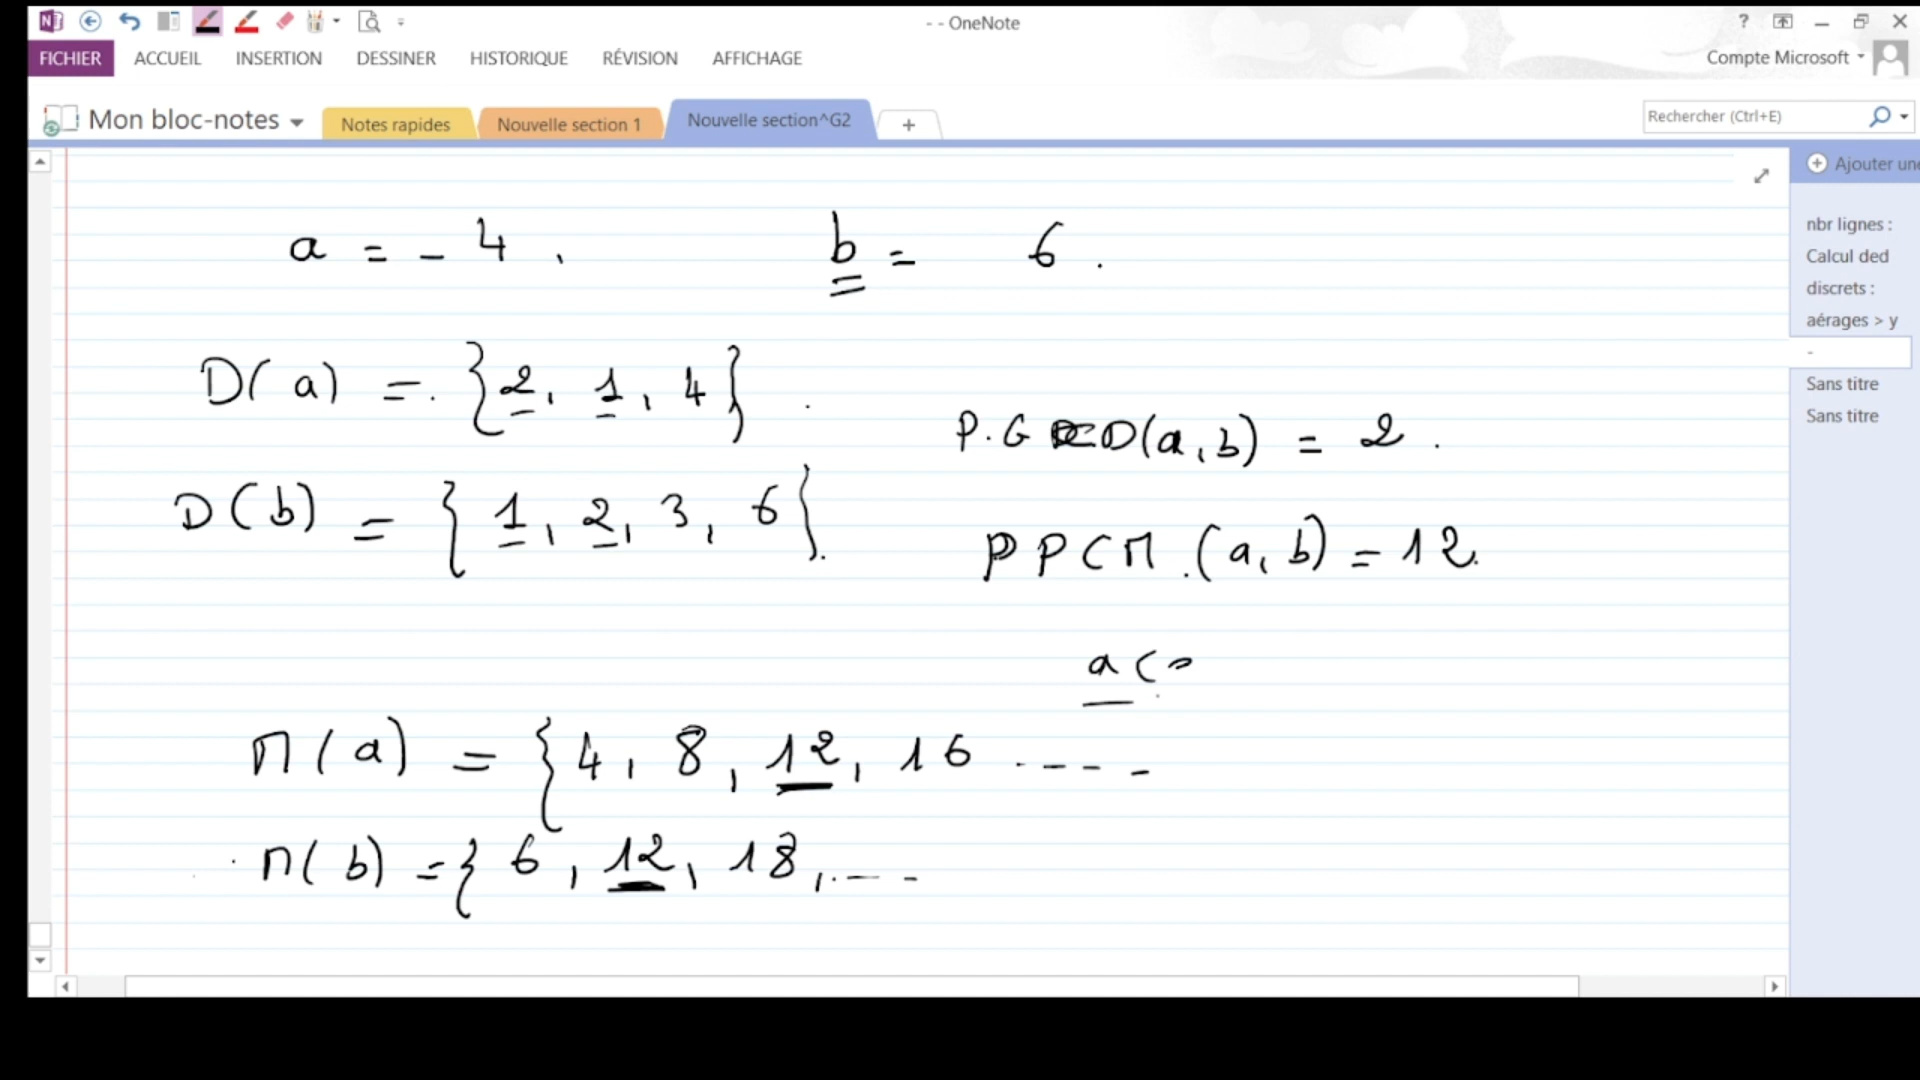 - - OneNote
?
FICHIER ACCUEIL INSERTION DESSINER HISTORIQUE RÉVISION AFFICHAGE Compte Microsoft
Mon bloc-notes Notes rapides Nouvelle section 1 Nouvelle section^G2 + Rechercher (Ctrl+E)
Ajouter une
nbr lignes :
Calcul ded
discrets :
aérages > y
-
Sans titre
Sans titre
a = - 4 , b = 6 .
D( a) = . { 2, 1, 4 } .
P.G D(a, b) = 2 .
D (b) = { 1, 2, 3, 6 } .
PPCM .(a, b) = 12.
a (
M ( a) = { 4, 8, 12, 16 - - - -
M( b) = { 6, 12, 18, . - - -